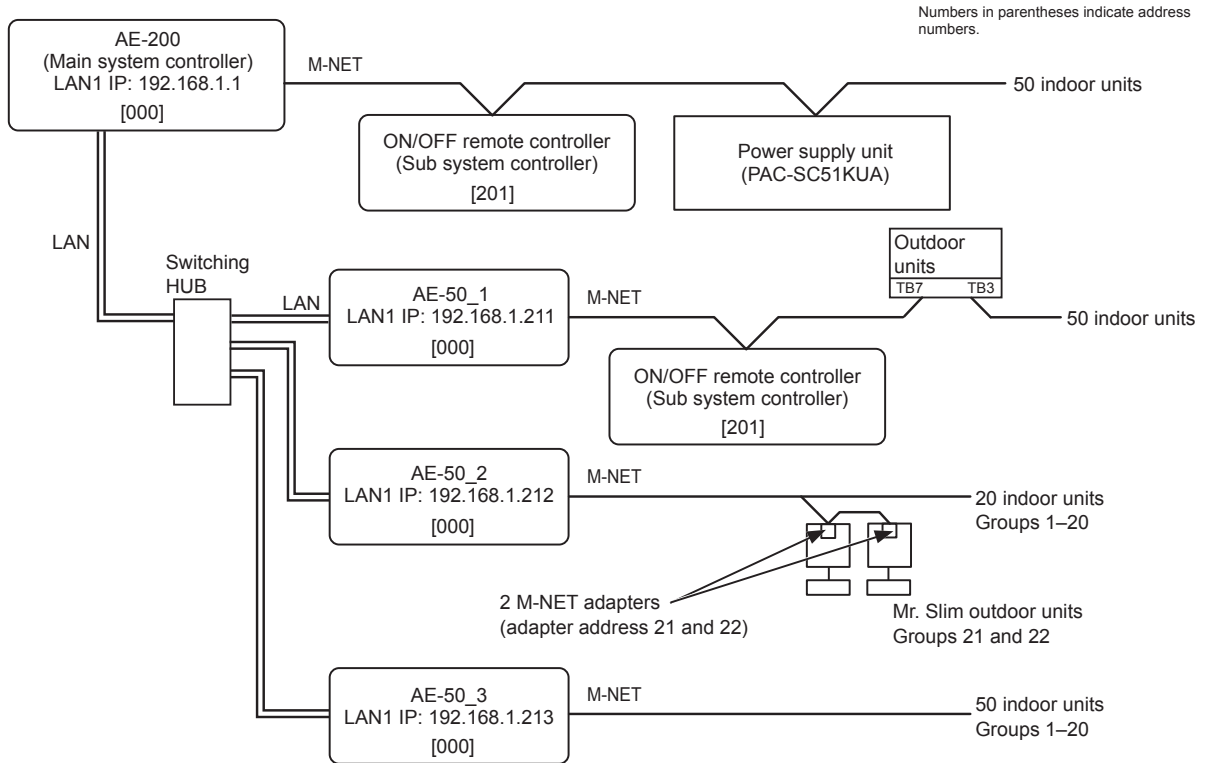 Numbers in parentheses indicate address
numbers.
AE-200
(Main system controller)
LAN1 IP: 192.168.1.1
[000]
M-NET
50 indoor units
ON/OFF remote controller
(Sub system controller)
[201]
Power supply unit
(PAC-SC51KUA)
LAN
Switching
HUB
LAN
AE-50_1
LAN1 IP: 192.168.1.211
[000]
M-NET
Outdoor
units
TB7
TB3
50 indoor units
ON/OFF remote controller
(Sub system controller)
[201]
AE-50_2
LAN1 IP: 192.168.1.212
[000]
M-NET
20 indoor units
Groups 1–20
2 M-NET adapters
(adapter address 21 and 22)
Mr. Slim outdoor units
Groups 21 and 22
AE-50_3
LAN1 IP: 192.168.1.213
[000]
M-NET
50 indoor units
Groups 1–20